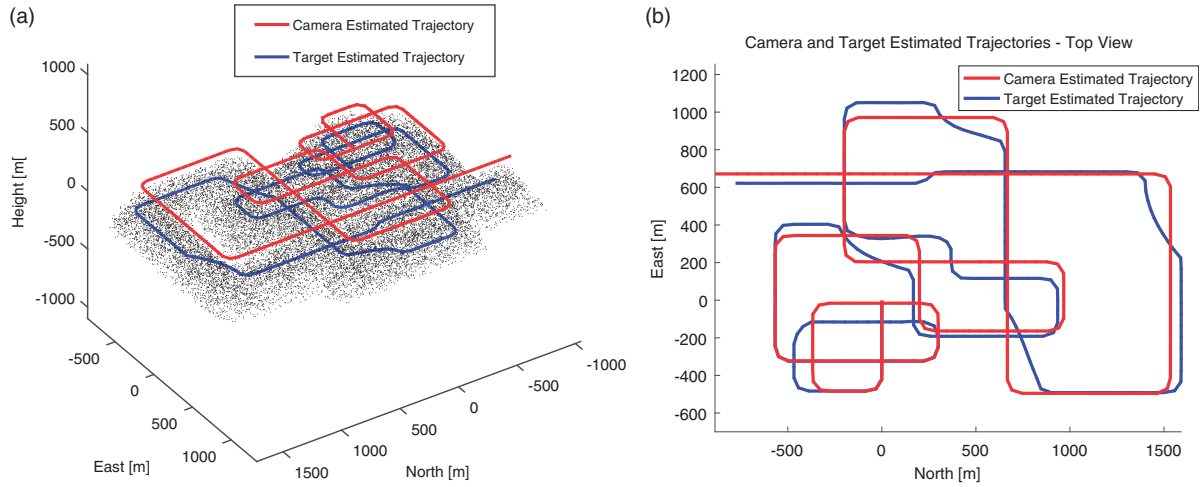 (a)
Camera Estimated Trajectory
Target Estimated Trajectory
1000
500
0
-500
-1000
Height [m[
-500
0
500
1000
East [m]
1500
1000
500
0
-500
-1000
North [m]
(b)
Camera and Target Estimated Trajectories - Top View
Camera Estimated Trajectory
Target Estimated Trajectory
1200
1000
800
600
400
200
0
-200
-400
-600
East [m]
-500
0
500
1000
1500
North [m]